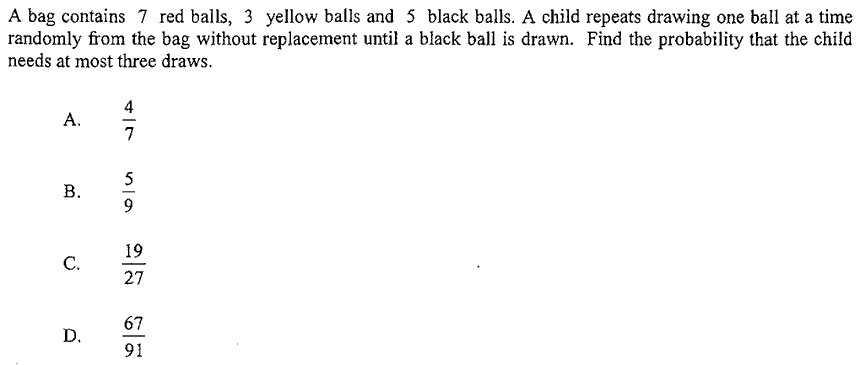 A bag contains 7 red balls, 3 yellow balls and 5 black balls. A child repeats drawing one ball at a time
randomly from the bag without replacement until a black ball is drawn. Find the probability that the child
needs at most three draws.
A. 4/7
B. 5/9
C. 19/27
D. 67/91